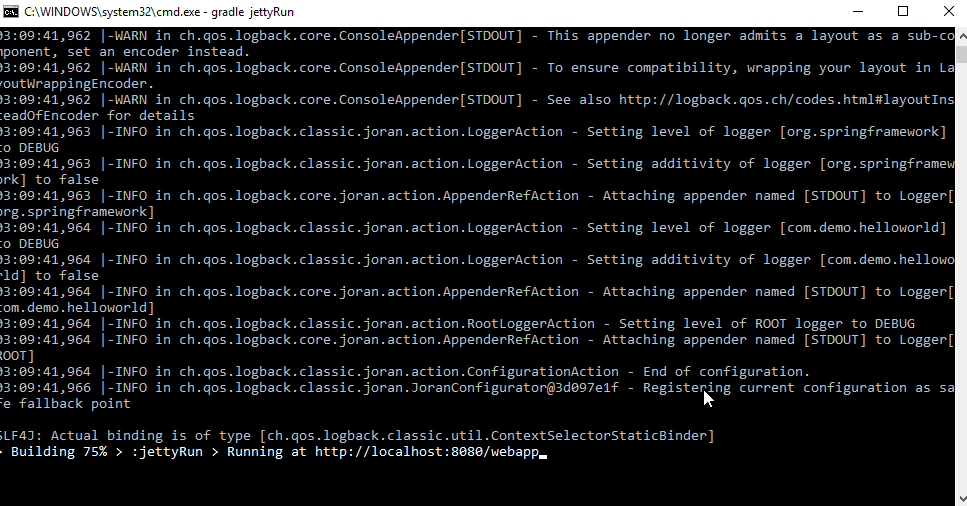 C:\WINDOWS\system32\cmd.exe - gradle jettyRun
03:09:41,962 |-WARN in ch.qos.logback.core.ConsoleAppender[STDOUT] - This appender no longer admits a layout as a sub-co
mponent, set an encoder instead.
03:09:41,962 |-WARN in ch.qos.logback.core.ConsoleAppender[STDOUT] - To ensure compatibility, wrapping your layout in La
youtWrappingEncoder.
03:09:41,962 |-WARN in ch.qos.logback.core.ConsoleAppender[STDOUT] - See also http://logback.qos.ch/codes.html#layoutIns
teadOfEncoder for details
03:09:41,963 |-INFO in ch.qos.logback.classic.joran.action.LoggerAction - Setting level of logger [org.springframework]
to DEBUG
03:09:41,963 |-INFO in ch.qos.logback.classic.joran.action.LoggerAction - Setting additivity of logger [org.springframew
ork] to false
03:09:41,963 |-INFO in ch.qos.logback.core.joran.action.AppenderRefAction - Attaching appender named [STDOUT] to Logger[
org.springframework]
03:09:41,964 |-INFO in ch.qos.logback.classic.joran.action.LoggerAction - Setting level of logger [com.demo.helloworld]
to DEBUG
03:09:41,964 |-INFO in ch.qos.logback.classic.joran.action.LoggerAction - Setting additivity of logger [com.demo.hellowo
rld] to false
03:09:41,964 |-INFO in ch.qos.logback.core.joran.action.AppenderRefAction - Attaching appender named [STDOUT] to Logger[
com.demo.helloworld]
03:09:41,964 |-INFO in ch.qos.logback.classic.joran.action.RootLoggerAction - Setting level of ROOT logger to DEBUG
03:09:41,964 |-INFO in ch.qos.logback.core.joran.action.AppenderRefAction - Attaching appender named [STDOUT] to Logger[
ROOT]
03:09:41,964 |-INFO in ch.qos.logback.classic.joran.action.ConfigurationAction - End of configuration.
03:09:41,966 |-INFO in ch.qos.logback.classic.joran.JoranConfigurator@3d097e1f - Registering current configuration as sa
fe fallback point
SLF4J: Actual binding is of type [ch.qos.logback.classic.util.ContextSelectorStaticBinder]
> Building 75% > :jettyRun > Running at http://localhost:8080/webapp